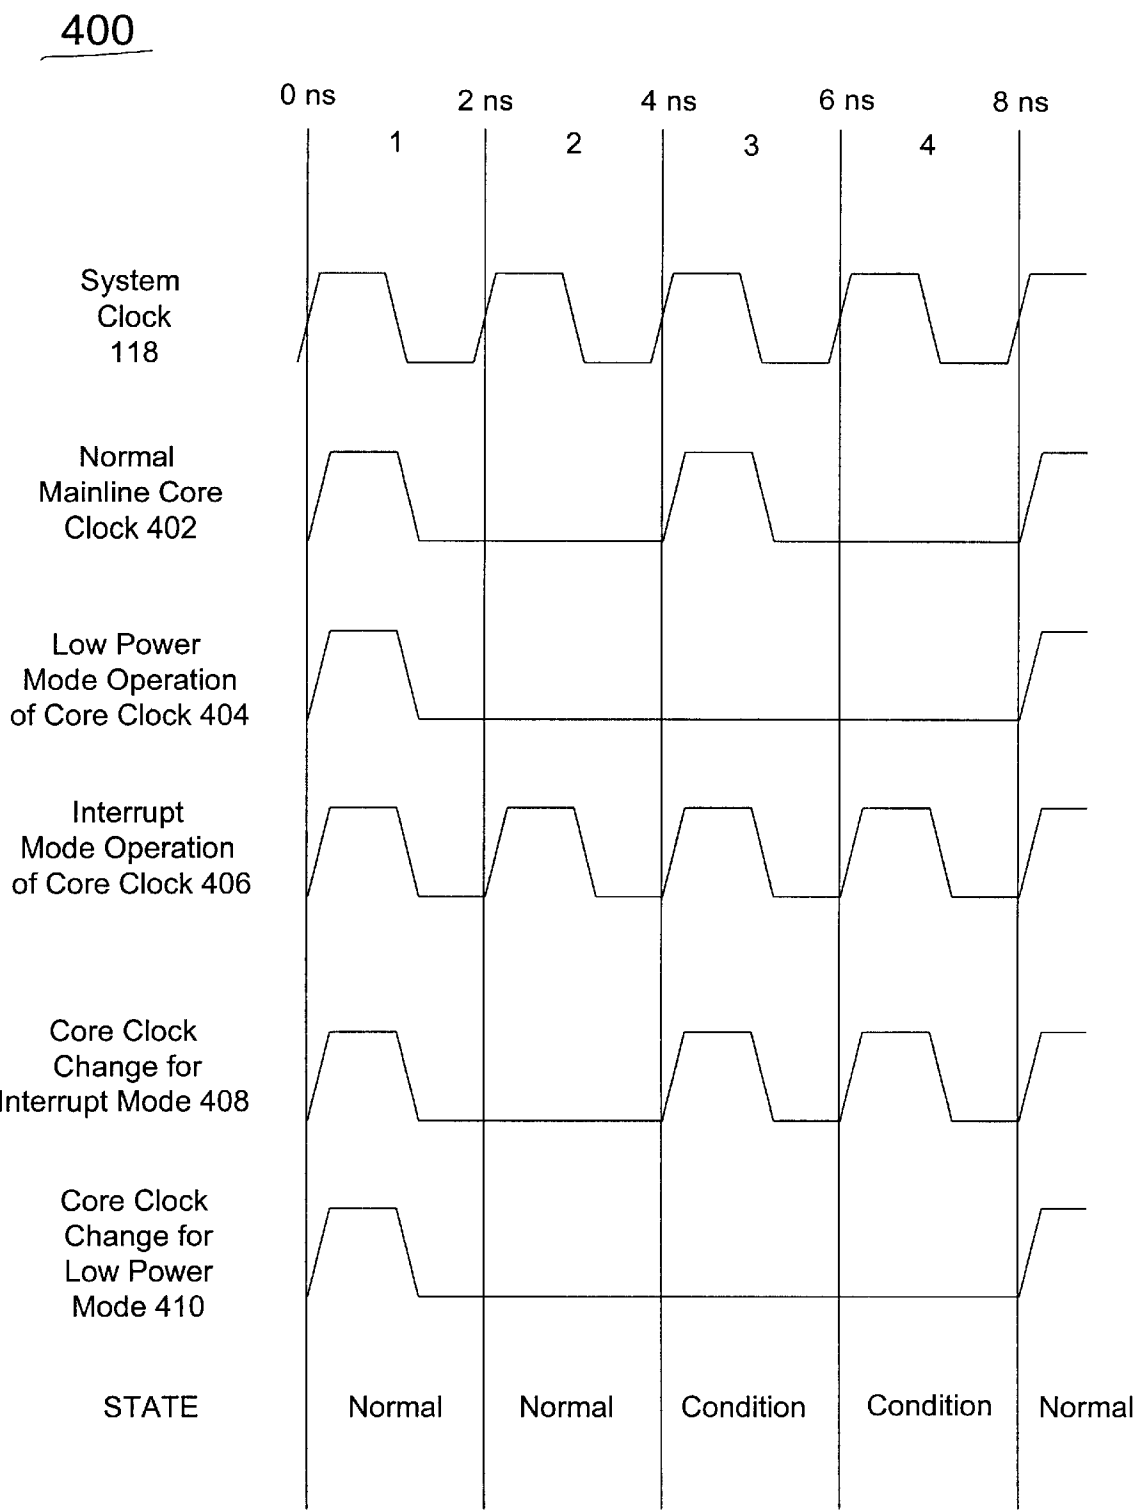 400
0 ns 2 ns 4 ns 6 ns 8 ns
1 2 3 4
System
Clock
118
Normal
Mainline Core
Clock 402
Low Power
Mode Operation
of Core Clock 404
Interrupt
Mode Operation
of Core Clock 406
Core Clock
Change for
Interrupt Mode 408
Core Clock
Change for
Low Power
Mode 410
STATE Normal Normal Condition Condition Normal